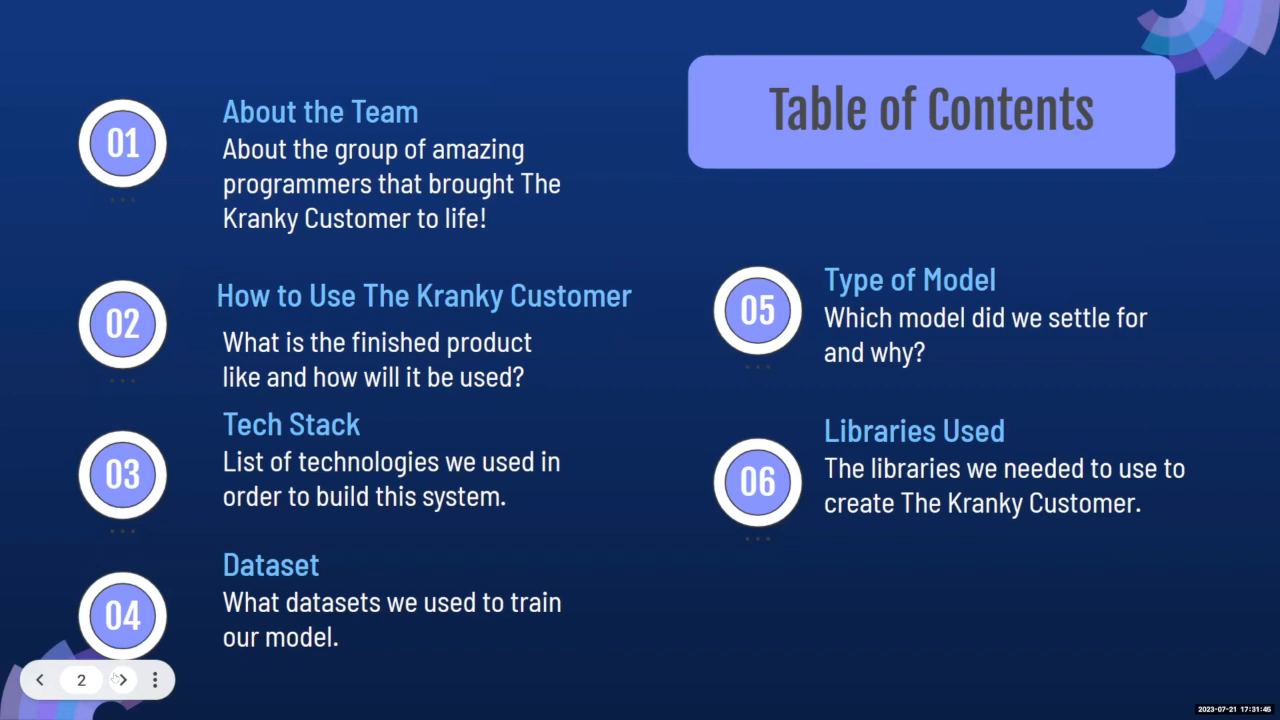 Table of Contents
01
About the Team
About the group of amazing
programmers that brought The
Kranky Customer to life!
02
How to Use The Kranky Customer
What is the finished product
like and how will it be used?
03
Tech Stack
List of technologies we used in
order to build this system.
04
Dataset
What datasets we used to train
our model.
05
Type of Model
Which model did we settle for
and why?
06
Libraries Used
The libraries we needed to use to
create The Kranky Customer.
2
2023-07-21 17:31:45